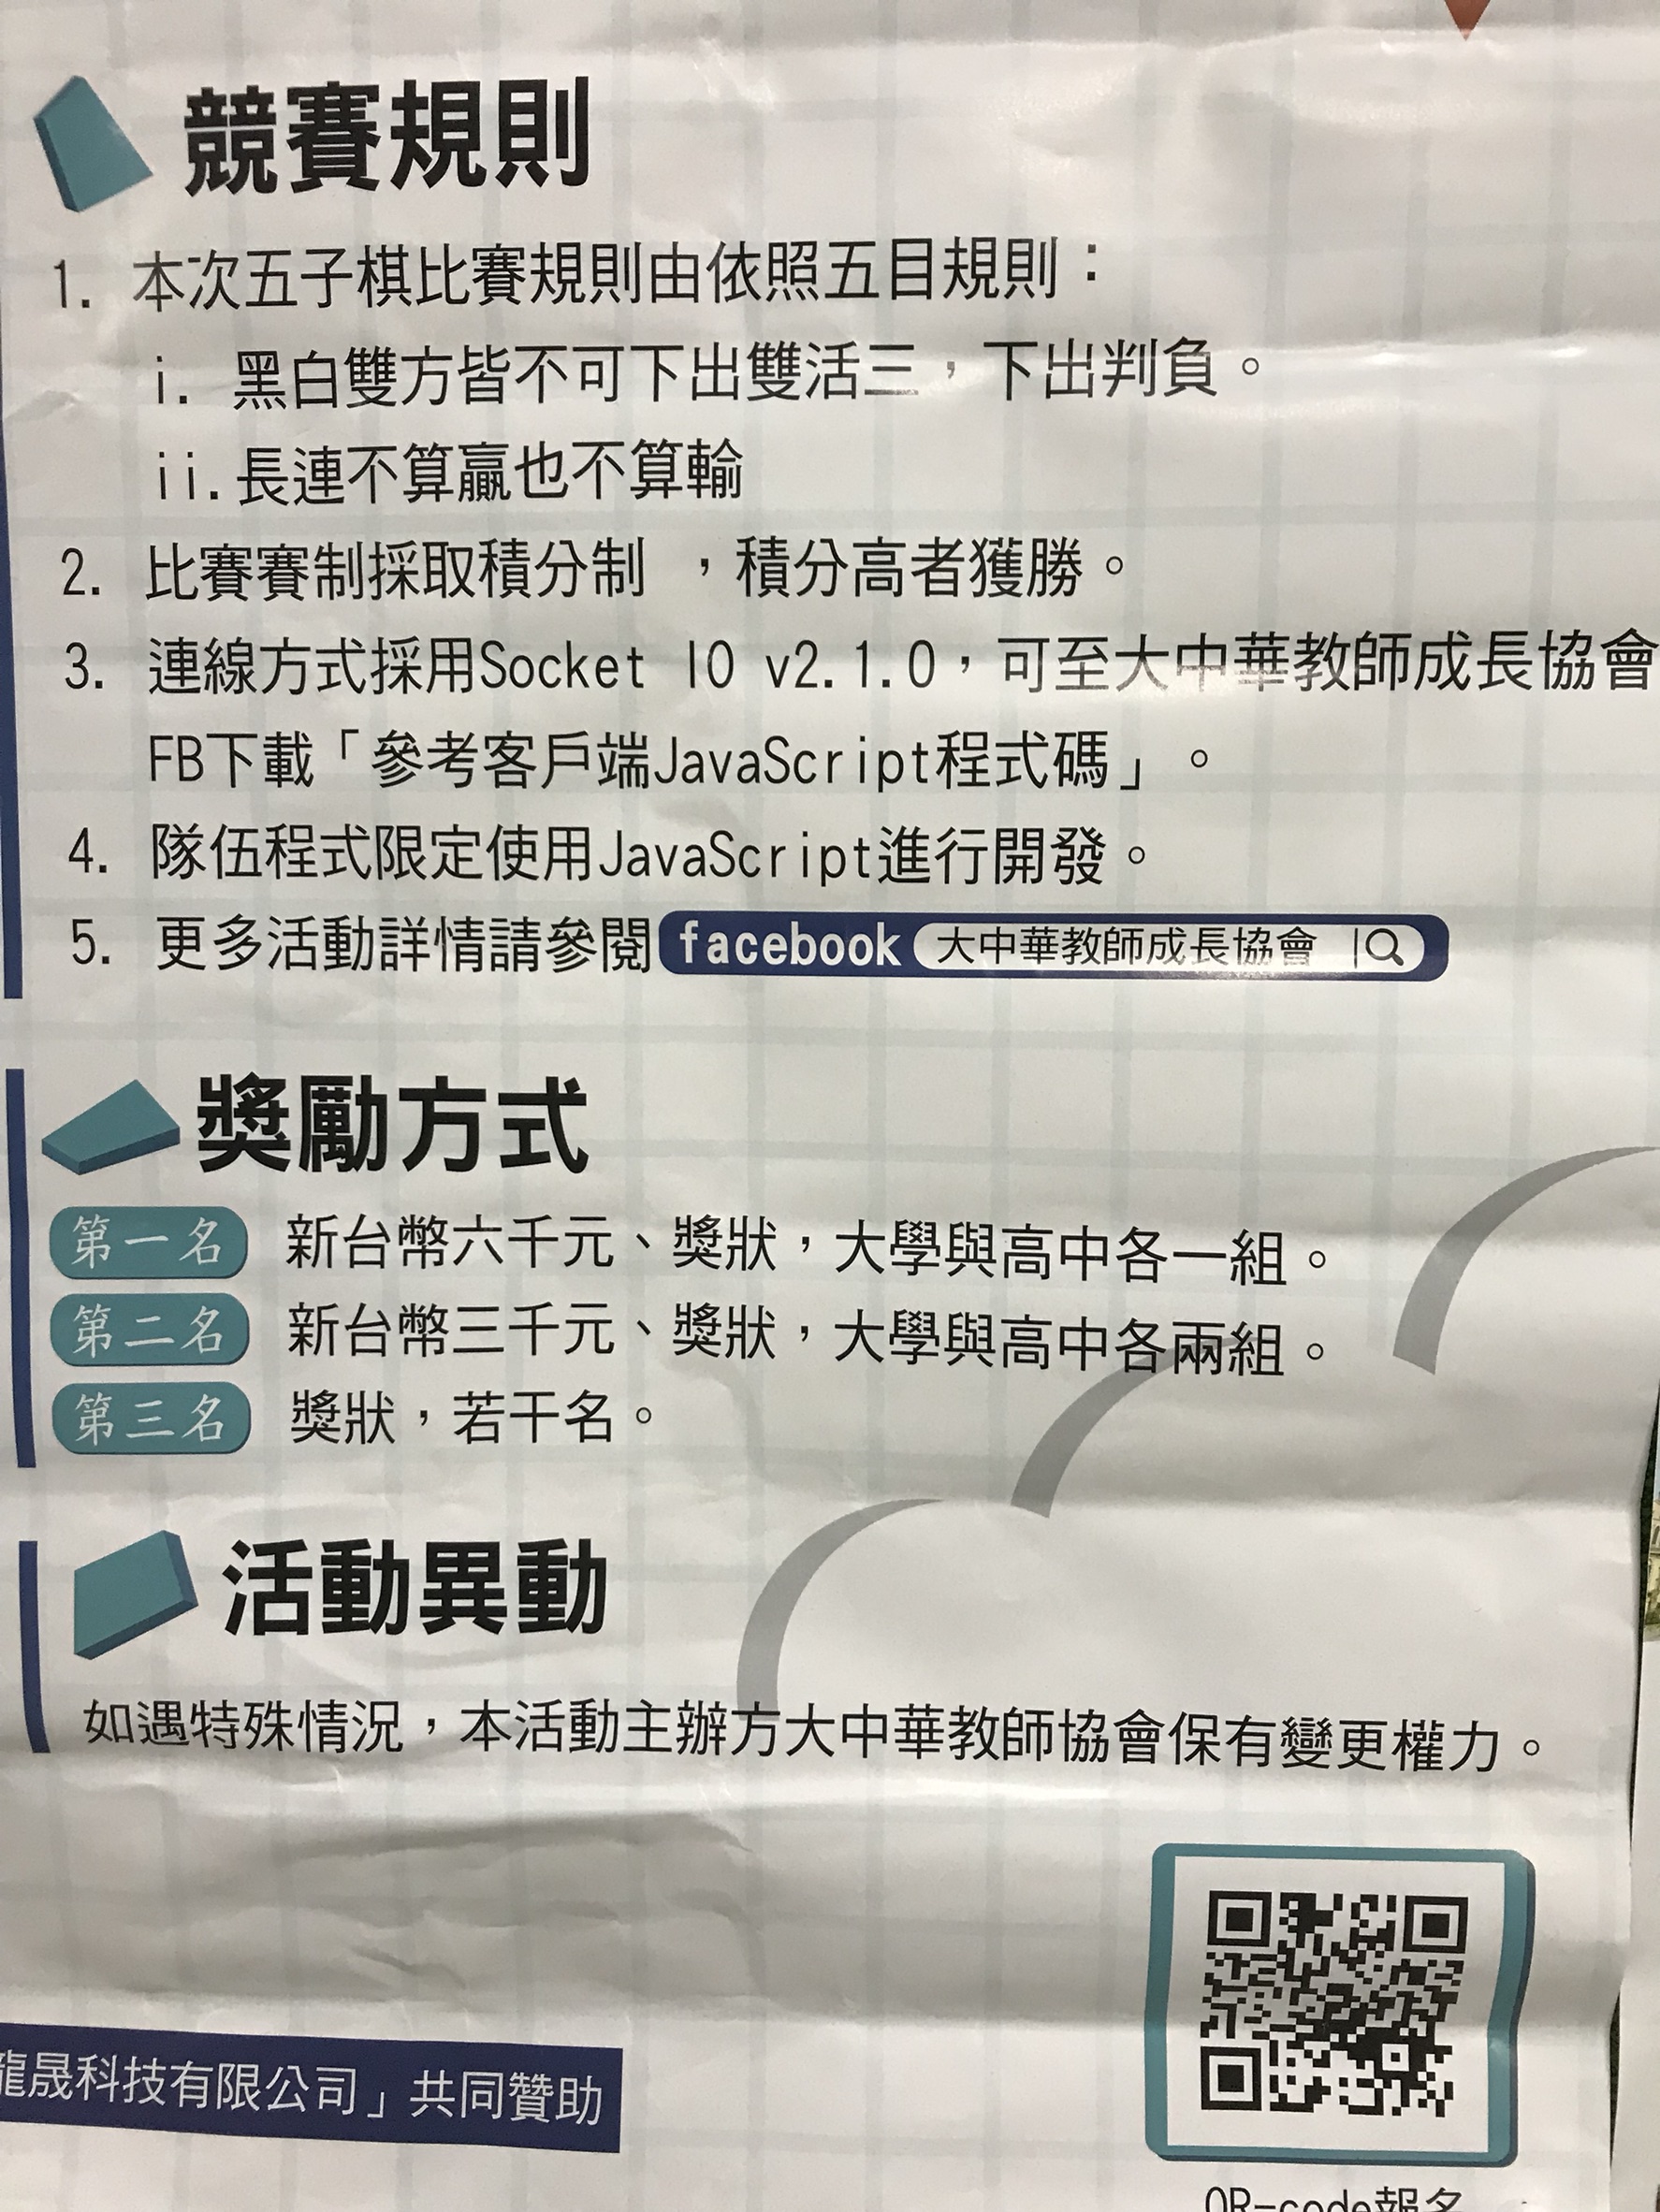 競賽規則
1. 本次五子棋比賽規則由依照五目規則：
i. 黑白雙方皆不可下出雙活三，下出判負。
ii.長連不算贏也不算輸
2. 比賽賽制採取積分制 ，積分高者獲勝。
3. 連線方式採用Socket IO v2.1.0，可至大中華教師成長協會
FB下載「參考客戶端JavaScript程式碼」。
4. 隊伍程式限定使用JavaScript進行開發。
5. 更多活動詳情請參閱facebook 大中華教師成長協會
獎勵方式
第一名 新台幣六千元、獎狀，大學與高中各一組。
第二名 新台幣三千元、獎狀，大學與高中各兩組。
第三名 獎狀，若干名。
活動異動
如遇特殊情況，本活動主辦方大中華教師協會保有變更權力。
龍晟科技有限公司」共同贊助
QR-code報名